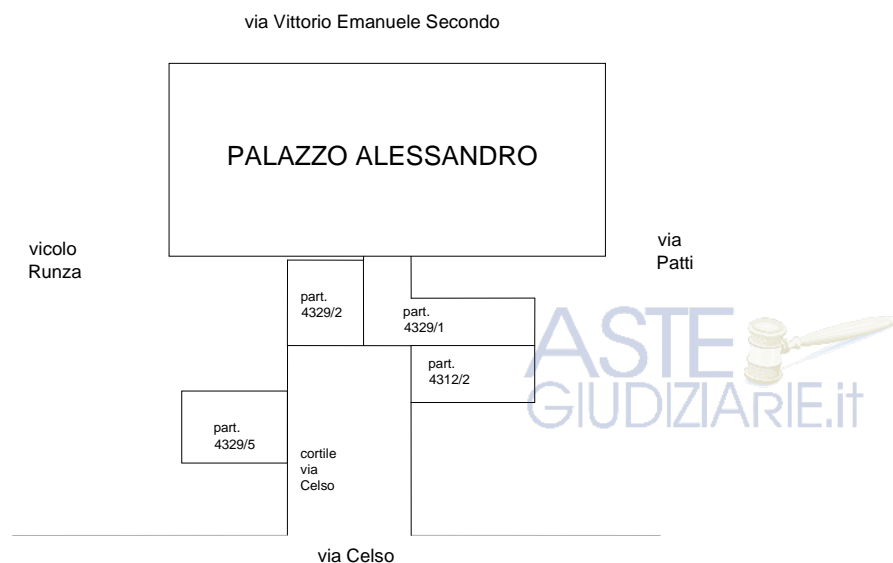 via Vittorio Emanuele Secondo
PALAZZO ALESSANDRO
vicolo
Runza
via
Patti
part.
4329/2
part.
4329/1
part.
4312/2
part.
4329/5
cortile
via
Celso
via Celso
ASTE
GIUDIZIARIE.it